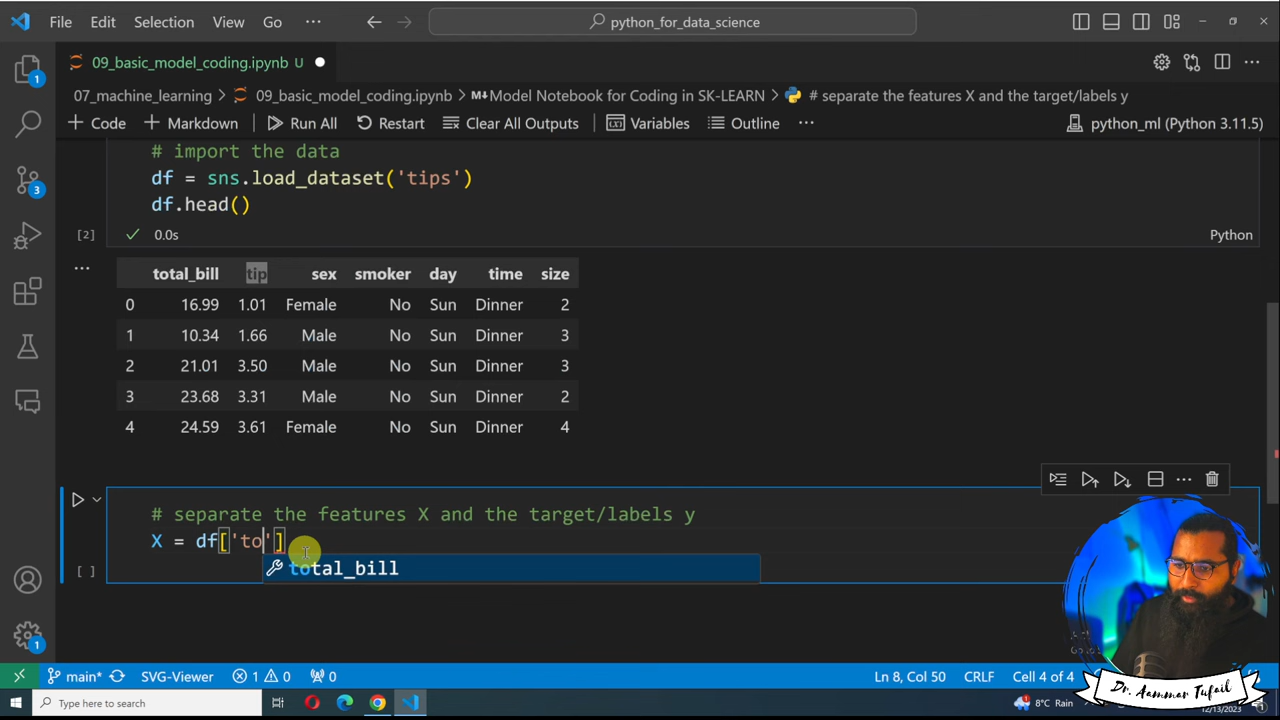 File Edit Selection View Go ··· python_for_data_science
09_basic_model_coding.ipynb U
07_machine_learning > 09_basic_model_coding.ipynb > Model Notebook for Coding in SK-LEARN > # separate the features X and the target/labels y
+ Code + Markdown Run All Restart Clear All Outputs Variables Outline ··· python_ml (Python 3.11.5)
# import the data
df = sns.load_dataset('tips')
df.head()
[2] 0.0s Python
total_bill tip sex smoker day time size
0 16.99 1.01 Female No Sun Dinner 2
1 10.34 1.66 Male No Sun Dinner 3
2 21.01 3.50 Male No Sun Dinner 3
3 23.68 3.31 Male No Sun Dinner 2
4 24.59 3.61 Female No Sun Dinner 4
# separate the features X and the target/labels y
X = df['to']
[ ] total_bill
1
3
1
main* SVG-Viewer 1 0 0 Ln 8, Col 50 CRLF Cell 4 of 4
Type here to search 8°C Rain 12/13/2023
Dr. Aammar Tufail